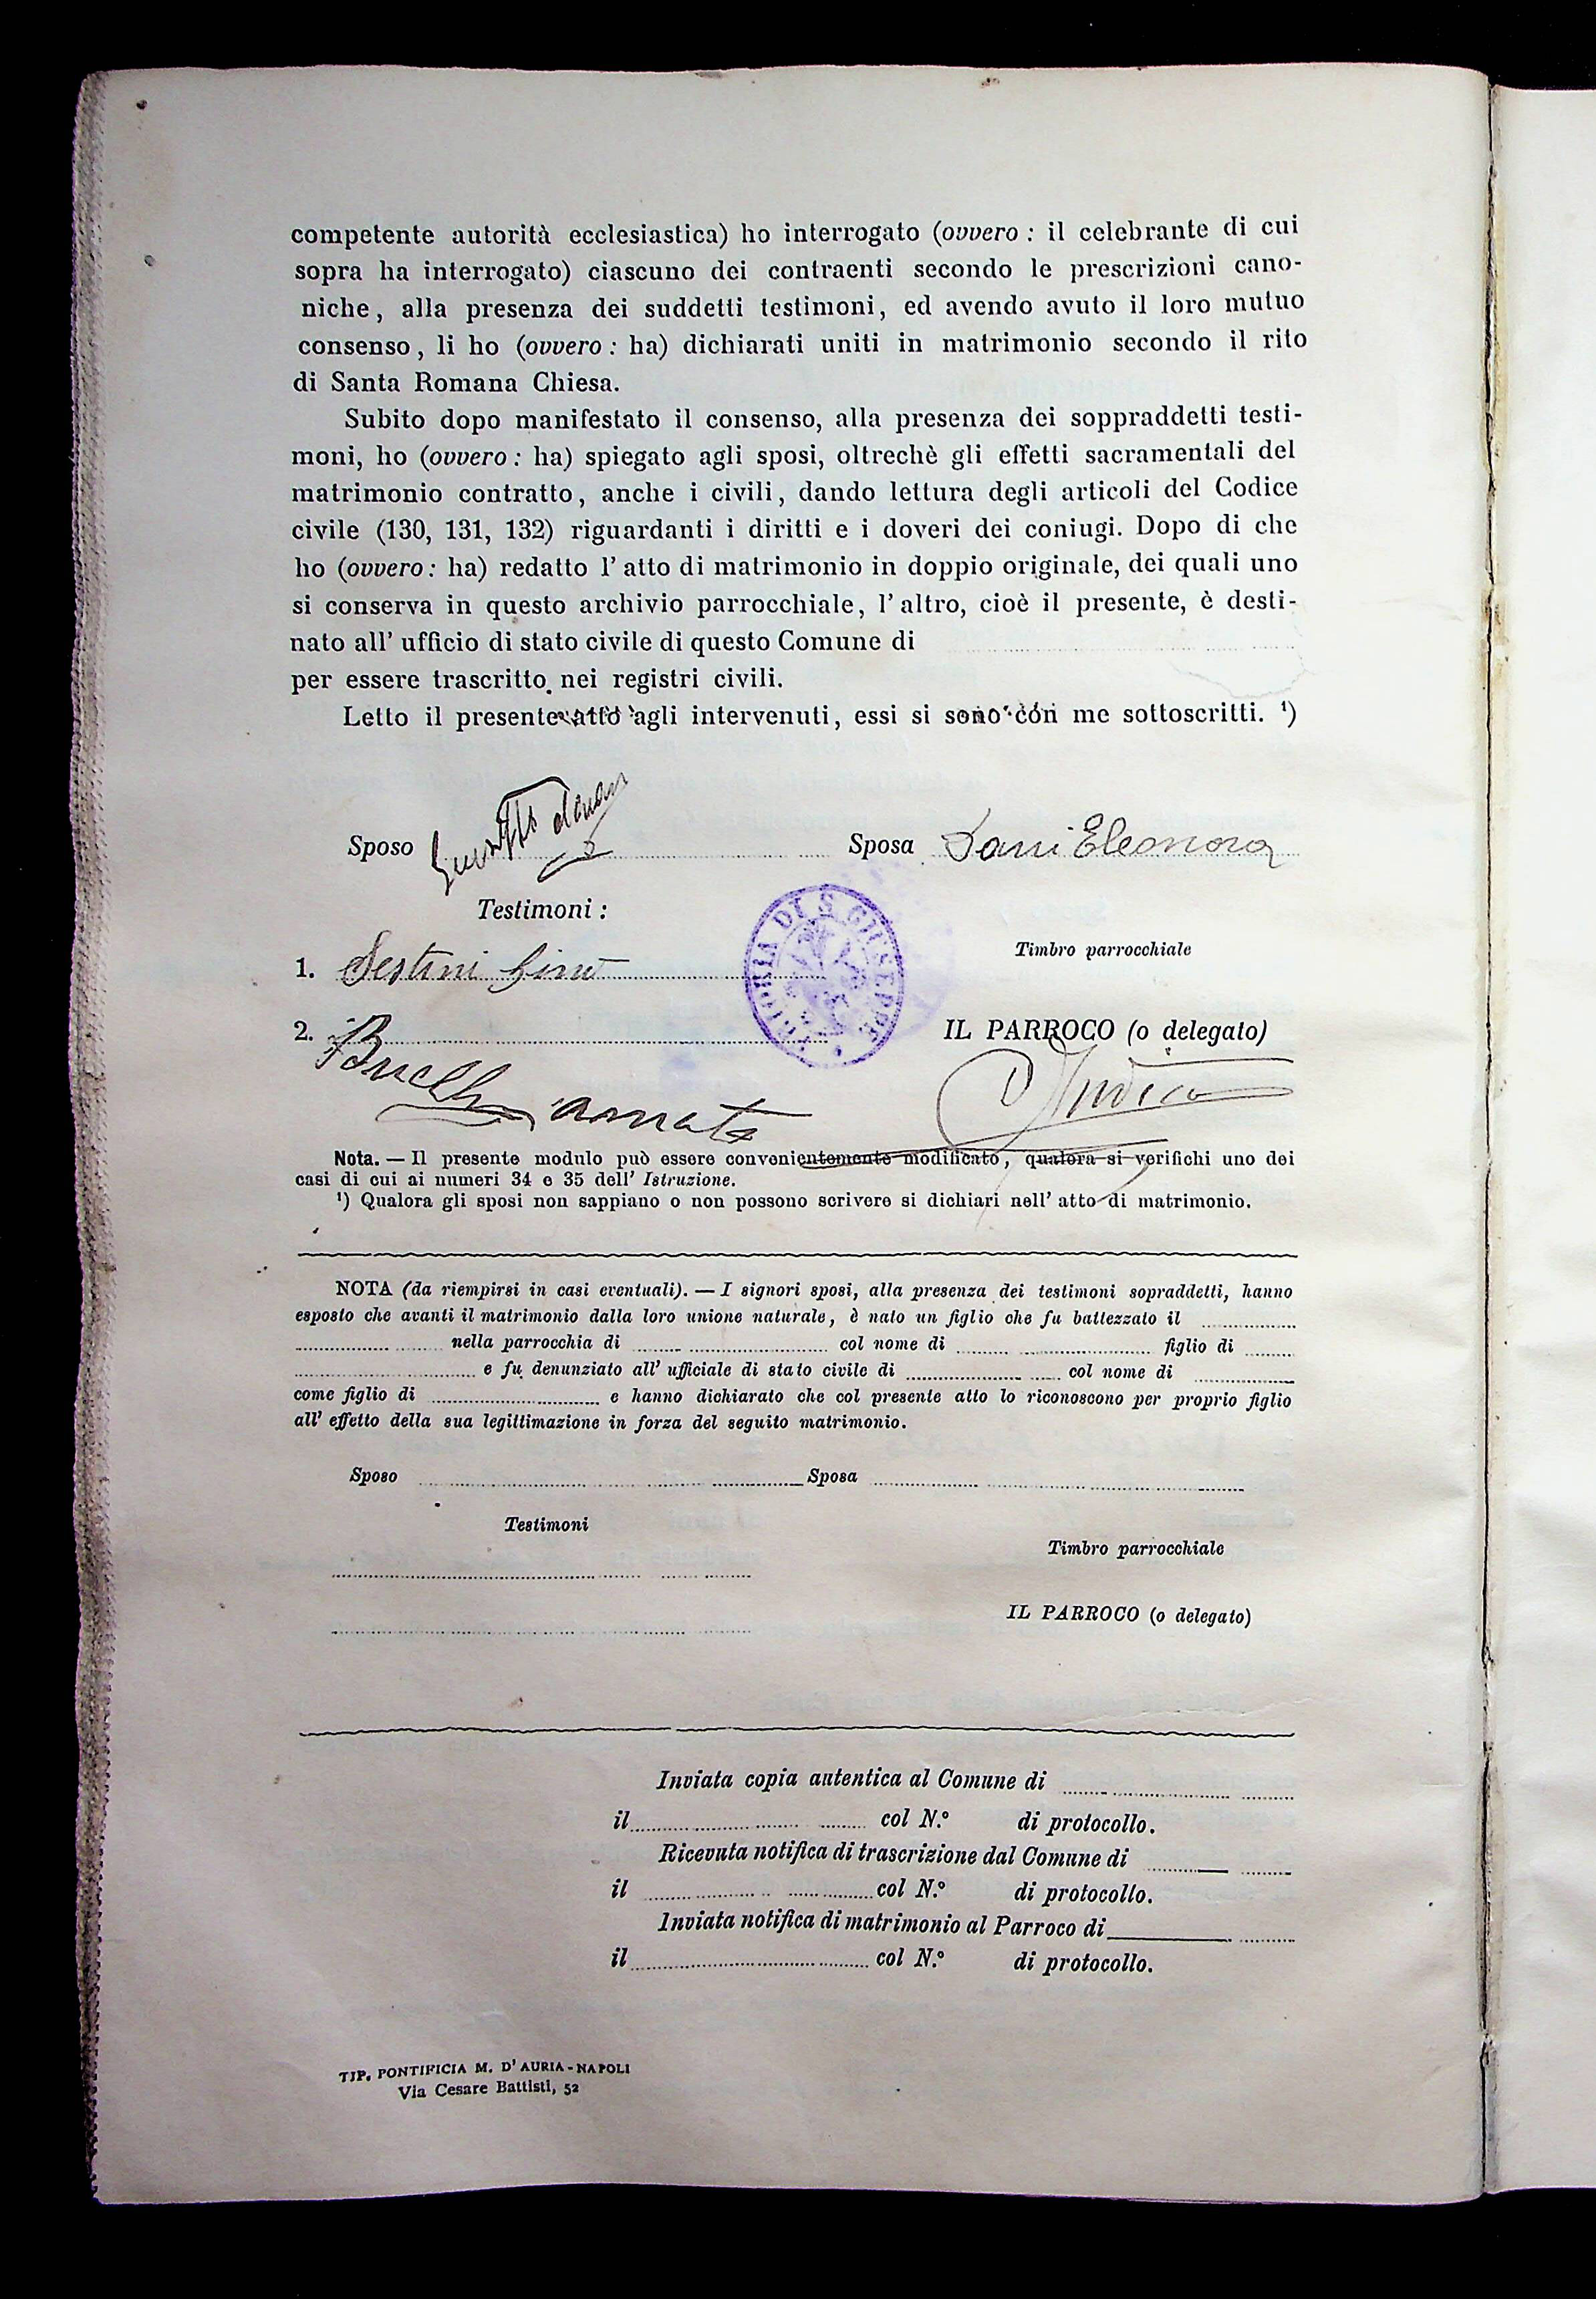 competente autorità ecclesiastica) ho interrogato (ovvero : il celebrante di cui
sopra ha interrogato) ciascuno dei contraenti secondo le prescrizioni cano-
niche, alla presenza dei suddetti testimoni, ed avendo avuto il loro mutuo
consenso, li ho (ovvero : ha) dichiarati uniti in matrimonio secondo il rito
di Santa Romana Chiesa.
Subito dopo manifestato il consenso, alla presenza dei soppraddetti testi-
moni, ho (ovvero : ha) spiegato agli sposi, oltrechè gli effetti sacramentali del
matrimonio contratto, anche i civili, dando lettura degli articoli del Codice
civile (130, 131, 132) riguardanti i diritti e i doveri dei coniugi. Dopo di che
ho (ovvero : ha) redatto l' atto di matrimonio in doppio originale, dei quali uno
si conserva in questo archivio parrocchiale, l' altro, cioè il presente, è desti-
nato all' ufficio di stato civile di questo Comune di
per essere trascritto nei registri civili.
Letto il presente atto agli intervenuti, essi si sono con me sottoscritti. ¹)
Sposo Sposa Eleonora
Testimoni :
DI S. GIUSEPPE
Timbro parrocchiale
1. Sestini Gino
2.
IL PARROCO (o delegato)
Nota. — Il presente modulo può essere convenientemente modificato, qualora si verifichi uno dei
casi di cui ai numeri 34 e 35 dell' Istruzione.
¹) Qualora gli sposi non sappiano o non possono scrivere si dichiari nell' atto di matrimonio.
NOTA (da riempirsi in casi eventuali). — I signori sposi, alla presenza dei testimoni sopraddetti, hanno
esposto che avanti il matrimonio dalla loro unione naturale, è nato un figlio che fu battezzato il
nella parrocchia di col nome di figlio di
e fu denunziato all' ufficiale di stato civile di col nome di
come figlio di e hanno dichiarato che col presente atto lo riconoscono per proprio figlio
all' effetto della sua legittimazione in forza del seguito matrimonio.
Sposo Sposa
Testimoni
Timbro parrocchiale
IL PARROCO (o delegato)
Inviata copia autentica al Comune di
il col N.º di protocollo.
Ricevuta notifica di trascrizione dal Comune di
il col N.º di protocollo.
Inviata notifica di matrimonio al Parroco di
il col N.º di protocollo.
TIP. PONTIFICIA M. D' AURIA - NAPOLI
Via Cesare Battisti, 52